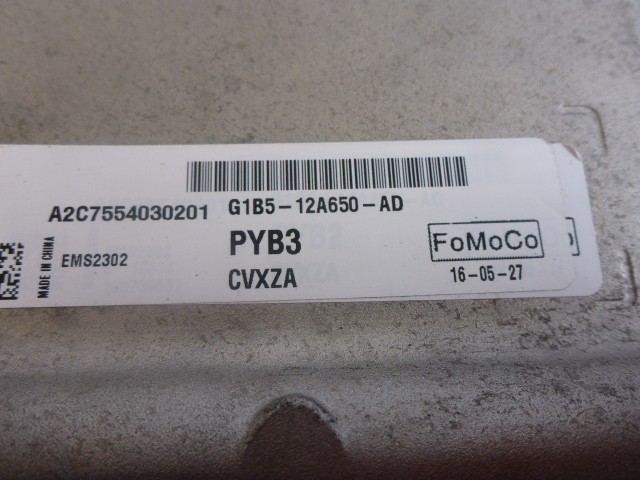 A2C7554030201 G1B5-12A650-AD
MADE IN CHINA
EMS2302
PYB3
FoMoCo
CVXZA
16-05-27